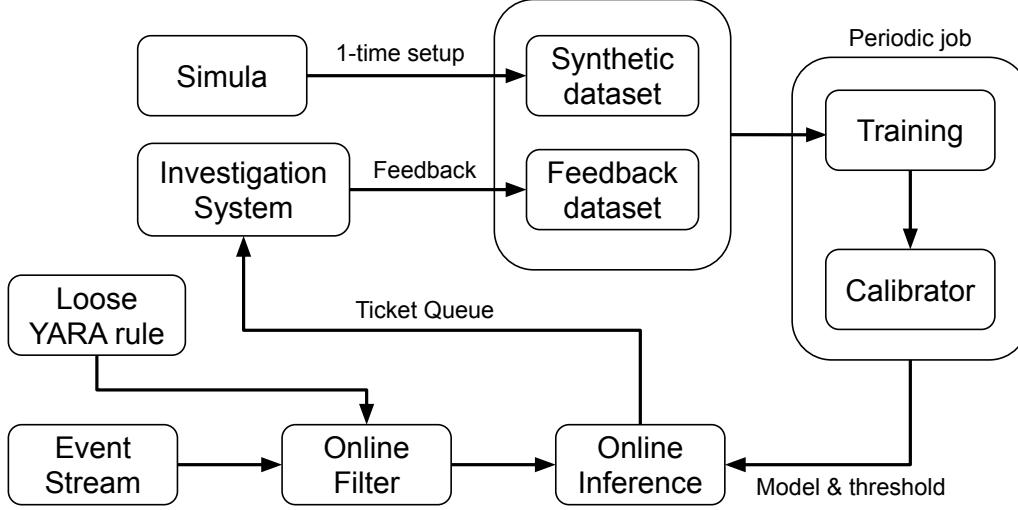 Simula
1-time setup
Synthetic
dataset
Periodic job
Training
Investigation
System
Feedback
Feedback
dataset
Calibrator
Loose
YARA rule
Ticket Queue
Event
Stream
Online
Filter
Online
Inference
Model & threshold